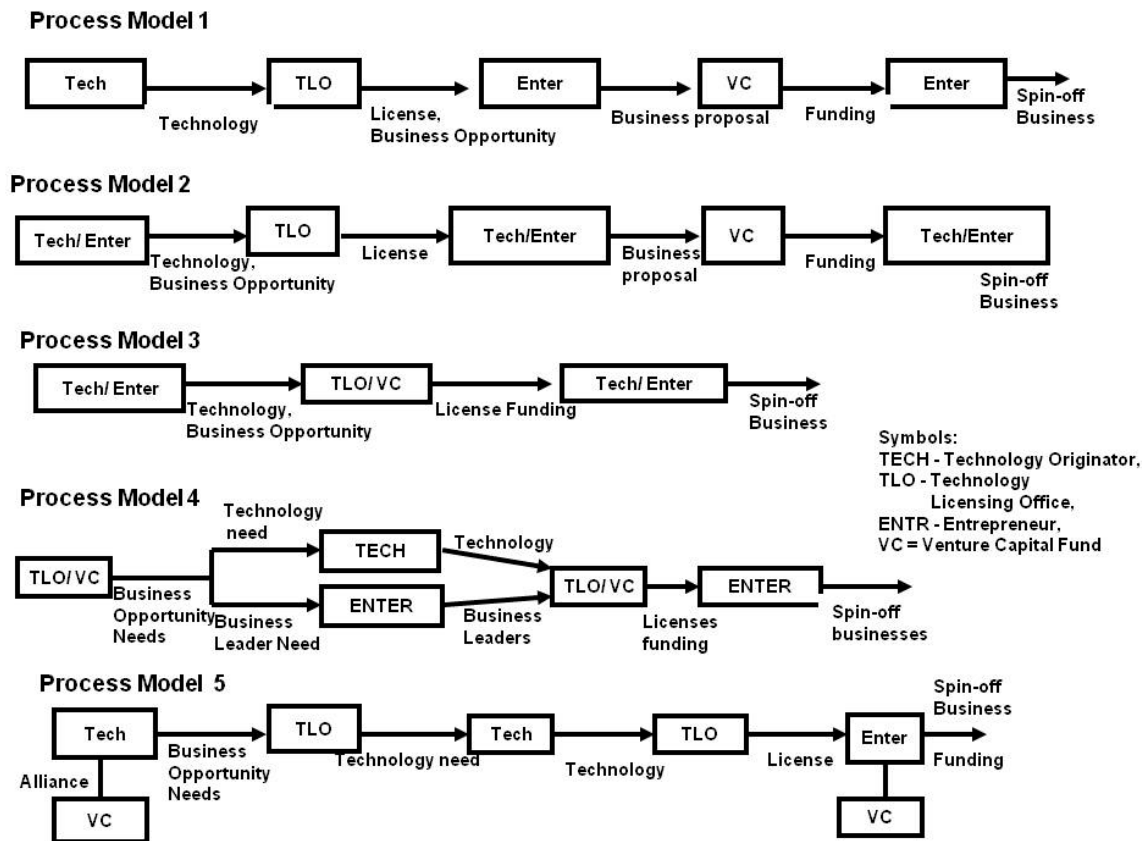 Process Model 1
Tech
TLO
Enter
VC
Enter
Technology
License,
Business Opportunity
Business proposal
Funding
Spin-off
Business
Process Model 2
Tech/ Enter
TLO
Tech/Enter
VC
Tech/Enter
Technology,
Business Opportunity
License
Business
proposal
Funding
Spin-off
Business
Process Model 3
Tech/ Enter
TLO/ VC
Tech/ Enter
Technology,
Business Opportunity
License Funding
Spin-off
Business
Symbols:
TECH - Technology Originator,
TLO - Technology
Licensing Office,
ENTR - Entrepreneur,
VC = Venture Capital Fund
Process Model 4
TLO/ VC
Business
Opportunity
Needs
Technology
need
Business
Leader Need
TECH
ENTER
Technology
Business
Leaders
TLO/ VC
Licenses
funding
ENTER
Spin-off
businesses
Process Model 5
Tech
Alliance
VC
Business
Opportunity
Needs
TLO
Technology need
Tech
Technology
TLO
License
Enter
VC
Spin-off
Business
Funding